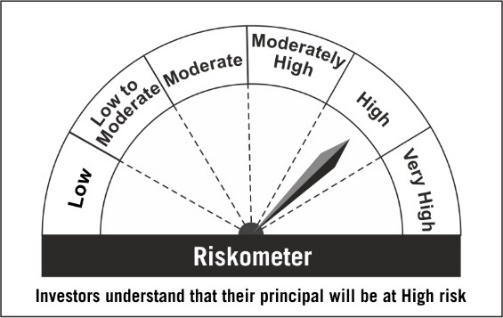 Low
Low to
Moderate
Moderate
Moderately
High
High
Very High
Riskometer
Investors understand that their principal will be at High risk